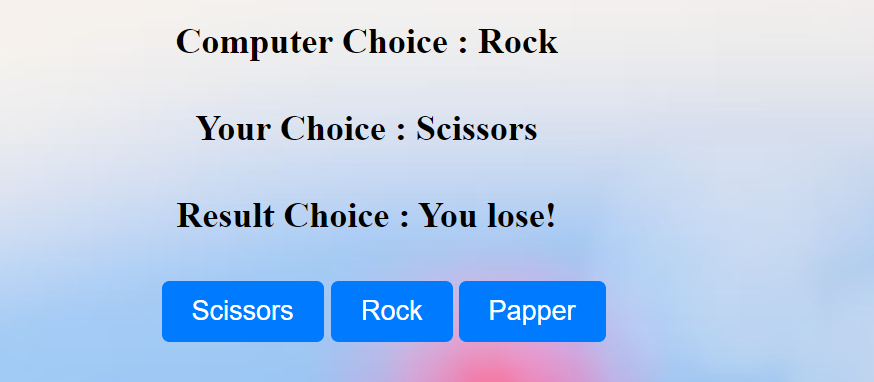 Computer Choice : Rock
Your Choice : Scissors
Result Choice : You lose!
Scissors Rock Papper